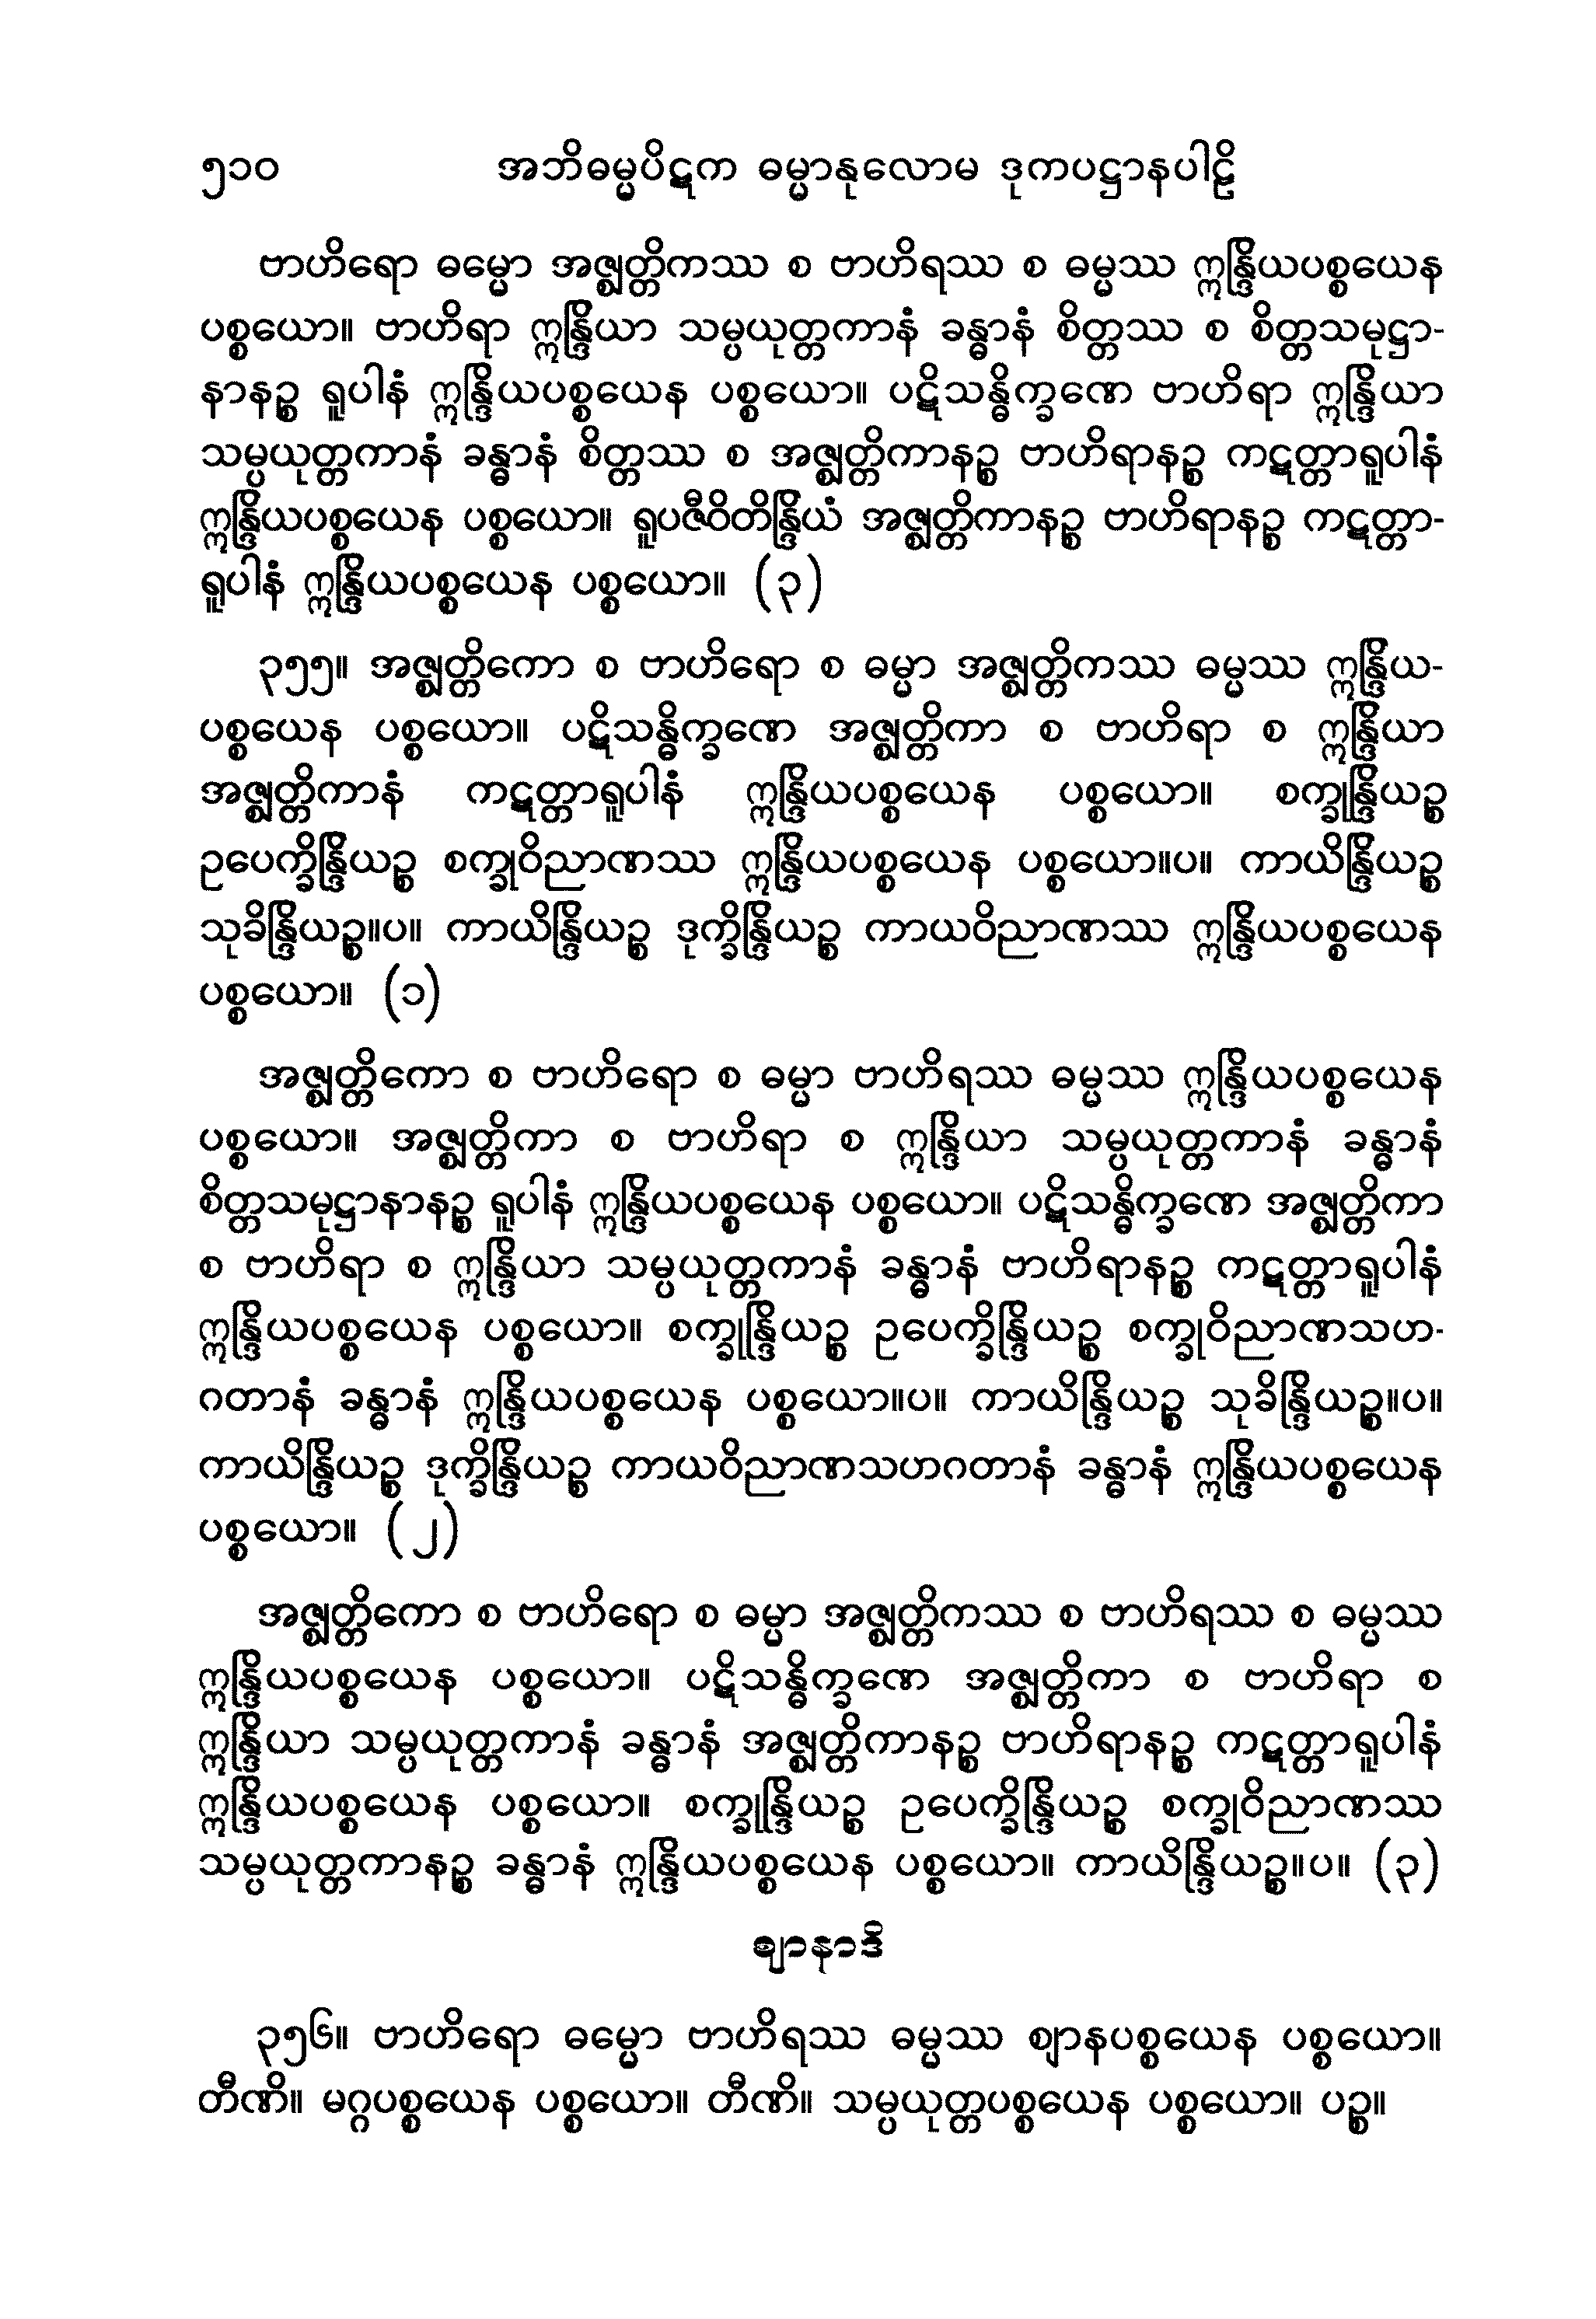 ၅၁၀ အဘိဓမ္မပိဋက ဓမ္မာနုလောမ ဒုကပဋ္ဌာနပါဠိ
ဗာဟိရော ဓမ္မော အဇ္ဈတ္တိကဿ စ ဗာဟိရဿ စ ဓမ္မဿ ဣန္ဒြိယပစ္စယေန
ပစ္စယော။ ဗာဟိရာ ဣန္ဒြိယာ သမ္ပယုတ္တကာနံ ခန္ဓာနံ စိတ္တဿ စ စိတ္တသမုဋ္ဌာ-
နာနဉ္စ ရူပါနံ ဣန္ဒြိယပစ္စယေန ပစ္စယော။ ပဋိသန္ဓိက္ခဏေ ဗာဟိရာ ဣန္ဒြိယာ
သမ္ပယုတ္တကာနံ ခန္ဓာနံ စိတ္တဿ စ အဇ္ဈတ္တိကာနဉ္စ ဗာဟိရာနဉ္စ ကဋတ္တာရူပါနံ
ဣန္ဒြိယပစ္စယေန ပစ္စယော။ ရူပဇီဝိတိန္ဒြိယံ အဇ္ဈတ္တိကာနဉ္စ ဗာဟိရာနဉ္စ ကဋတ္တာ-
ရူပါနံ ဣန္ဒြိယပစ္စယေန ပစ္စယော။ (၃)
၃၅၅။ အဇ္ဈတ္တိကော စ ဗာဟိရော စ ဓမ္မာ အဇ္ဈတ္တိကဿ ဓမ္မဿ ဣန္ဒြိယ-
ပစ္စယေန ပစ္စယော။ ပဋိသန္ဓိက္ခဏေ အဇ္ဈတ္တိကာ စ ဗာဟိရာ စ ဣန္ဒြိယာ
အဇ္ဈတ္တိကာနံ ကဋတ္တာရူပါနံ ဣန္ဒြိယပစ္စယေန ပစ္စယော။ စက္ခုန္ဒြိယဉ္စ
ဥပေက္ခိန္ဒြိယဉ္စ စက္ခုဝိညာဏဿ ဣန္ဒြိယပစ္စယေန ပစ္စယော။ပ။ ကာယိန္ဒြိယဉ္စ
သုခိန္ဒြိယဉ္စ။ပ။ ကာယိန္ဒြိယဉ္စ ဒုက္ခိန္ဒြိယဉ္စ ကာယဝိညာဏဿ ဣန္ဒြိယပစ္စယေန
ပစ္စယော။ (၁)
အဇ္ဈတ္တိကော စ ဗာဟိရော စ ဓမ္မာ ဗာဟိရဿ ဓမ္မဿ ဣန္ဒြိယပစ္စယေန
ပစ္စယော။ အဇ္ဈတ္တိကာ စ ဗာဟိရာ စ ဣန္ဒြိယာ သမ္ပယုတ္တကာနံ ခန္ဓာနံ
စိတ္တသမုဋ္ဌာနာနဉ္စ ရူပါနံ ဣန္ဒြိယပစ္စယေန ပစ္စယော။ ပဋိသန္ဓိက္ခဏေ အဇ္ဈတ္တိကာ
စ ဗာဟိရာ စ ဣန္ဒြိယာ သမ္ပယုတ္တကာနံ ခန္ဓာနံ ဗာဟိရာနဉ္စ ကဋတ္တာရူပါနံ
ဣန္ဒြိယပစ္စယေန ပစ္စယော။ စက္ခုန္ဒြိယဉ္စ ဥပေက္ခိန္ဒြိယဉ္စ စက္ခုဝိညာဏသဟ-
ဂတာနံ ခန္ဓာနံ ဣန္ဒြိယပစ္စယေန ပစ္စယော။ပ။ ကာယိန္ဒြိယဉ္စ သုခိန္ဒြိယဉ္စ။ပ။
ကာယိန္ဒြိယဉ္စ ဒုက္ခိန္ဒြိယဉ္စ ကာယဝိညာဏသဟဂတာနံ ခန္ဓာနံ ဣန္ဒြိယပစ္စယေန
ပစ္စယော။ (၂)
အဇ္ဈတ္တိကော စ ဗာဟိရော စ ဓမ္မာ အဇ္ဈတ္တိကဿ စ ဗာဟိရဿ စ ဓမ္မဿ
ဣန္ဒြိယပစ္စယေန ပစ္စယော။ ပဋိသန္ဓိက္ခဏေ အဇ္ဈတ္တိကာ စ ဗာဟိရာ စ
ဣန္ဒြိယာ သမ္ပယုတ္တကာနံ ခန္ဓာနံ အဇ္ဈတ္တိကာနဉ္စ ဗာဟိရာနဉ္စ ကဋတ္တာရူပါနံ
ဣန္ဒြိယပစ္စယေန ပစ္စယော။ စက္ခုန္ဒြိယဉ္စ ဥပေက္ခိန္ဒြိယဉ္စ စက္ခုဝိညာဏဿ
သမ္ပယုတ္တကာနဉ္စ ခန္ဓာနံ ဣန္ဒြိယပစ္စယေန ပစ္စယော။ ကာယိန္ဒြိယဉ္စ။ပ။ (၃)
ဈာနာဒိ
၃၅၆။ ဗာဟိရော ဓမ္မော ဗာဟိရဿ ဓမ္မဿ ဈာနပစ္စယေန ပစ္စယော။
တီဏိ။ မဂ္ဂပစ္စယေန ပစ္စယော။ တီဏိ။ သမ္ပယုတ္တပစ္စယေန ပစ္စယော။ ပဉ္စ။